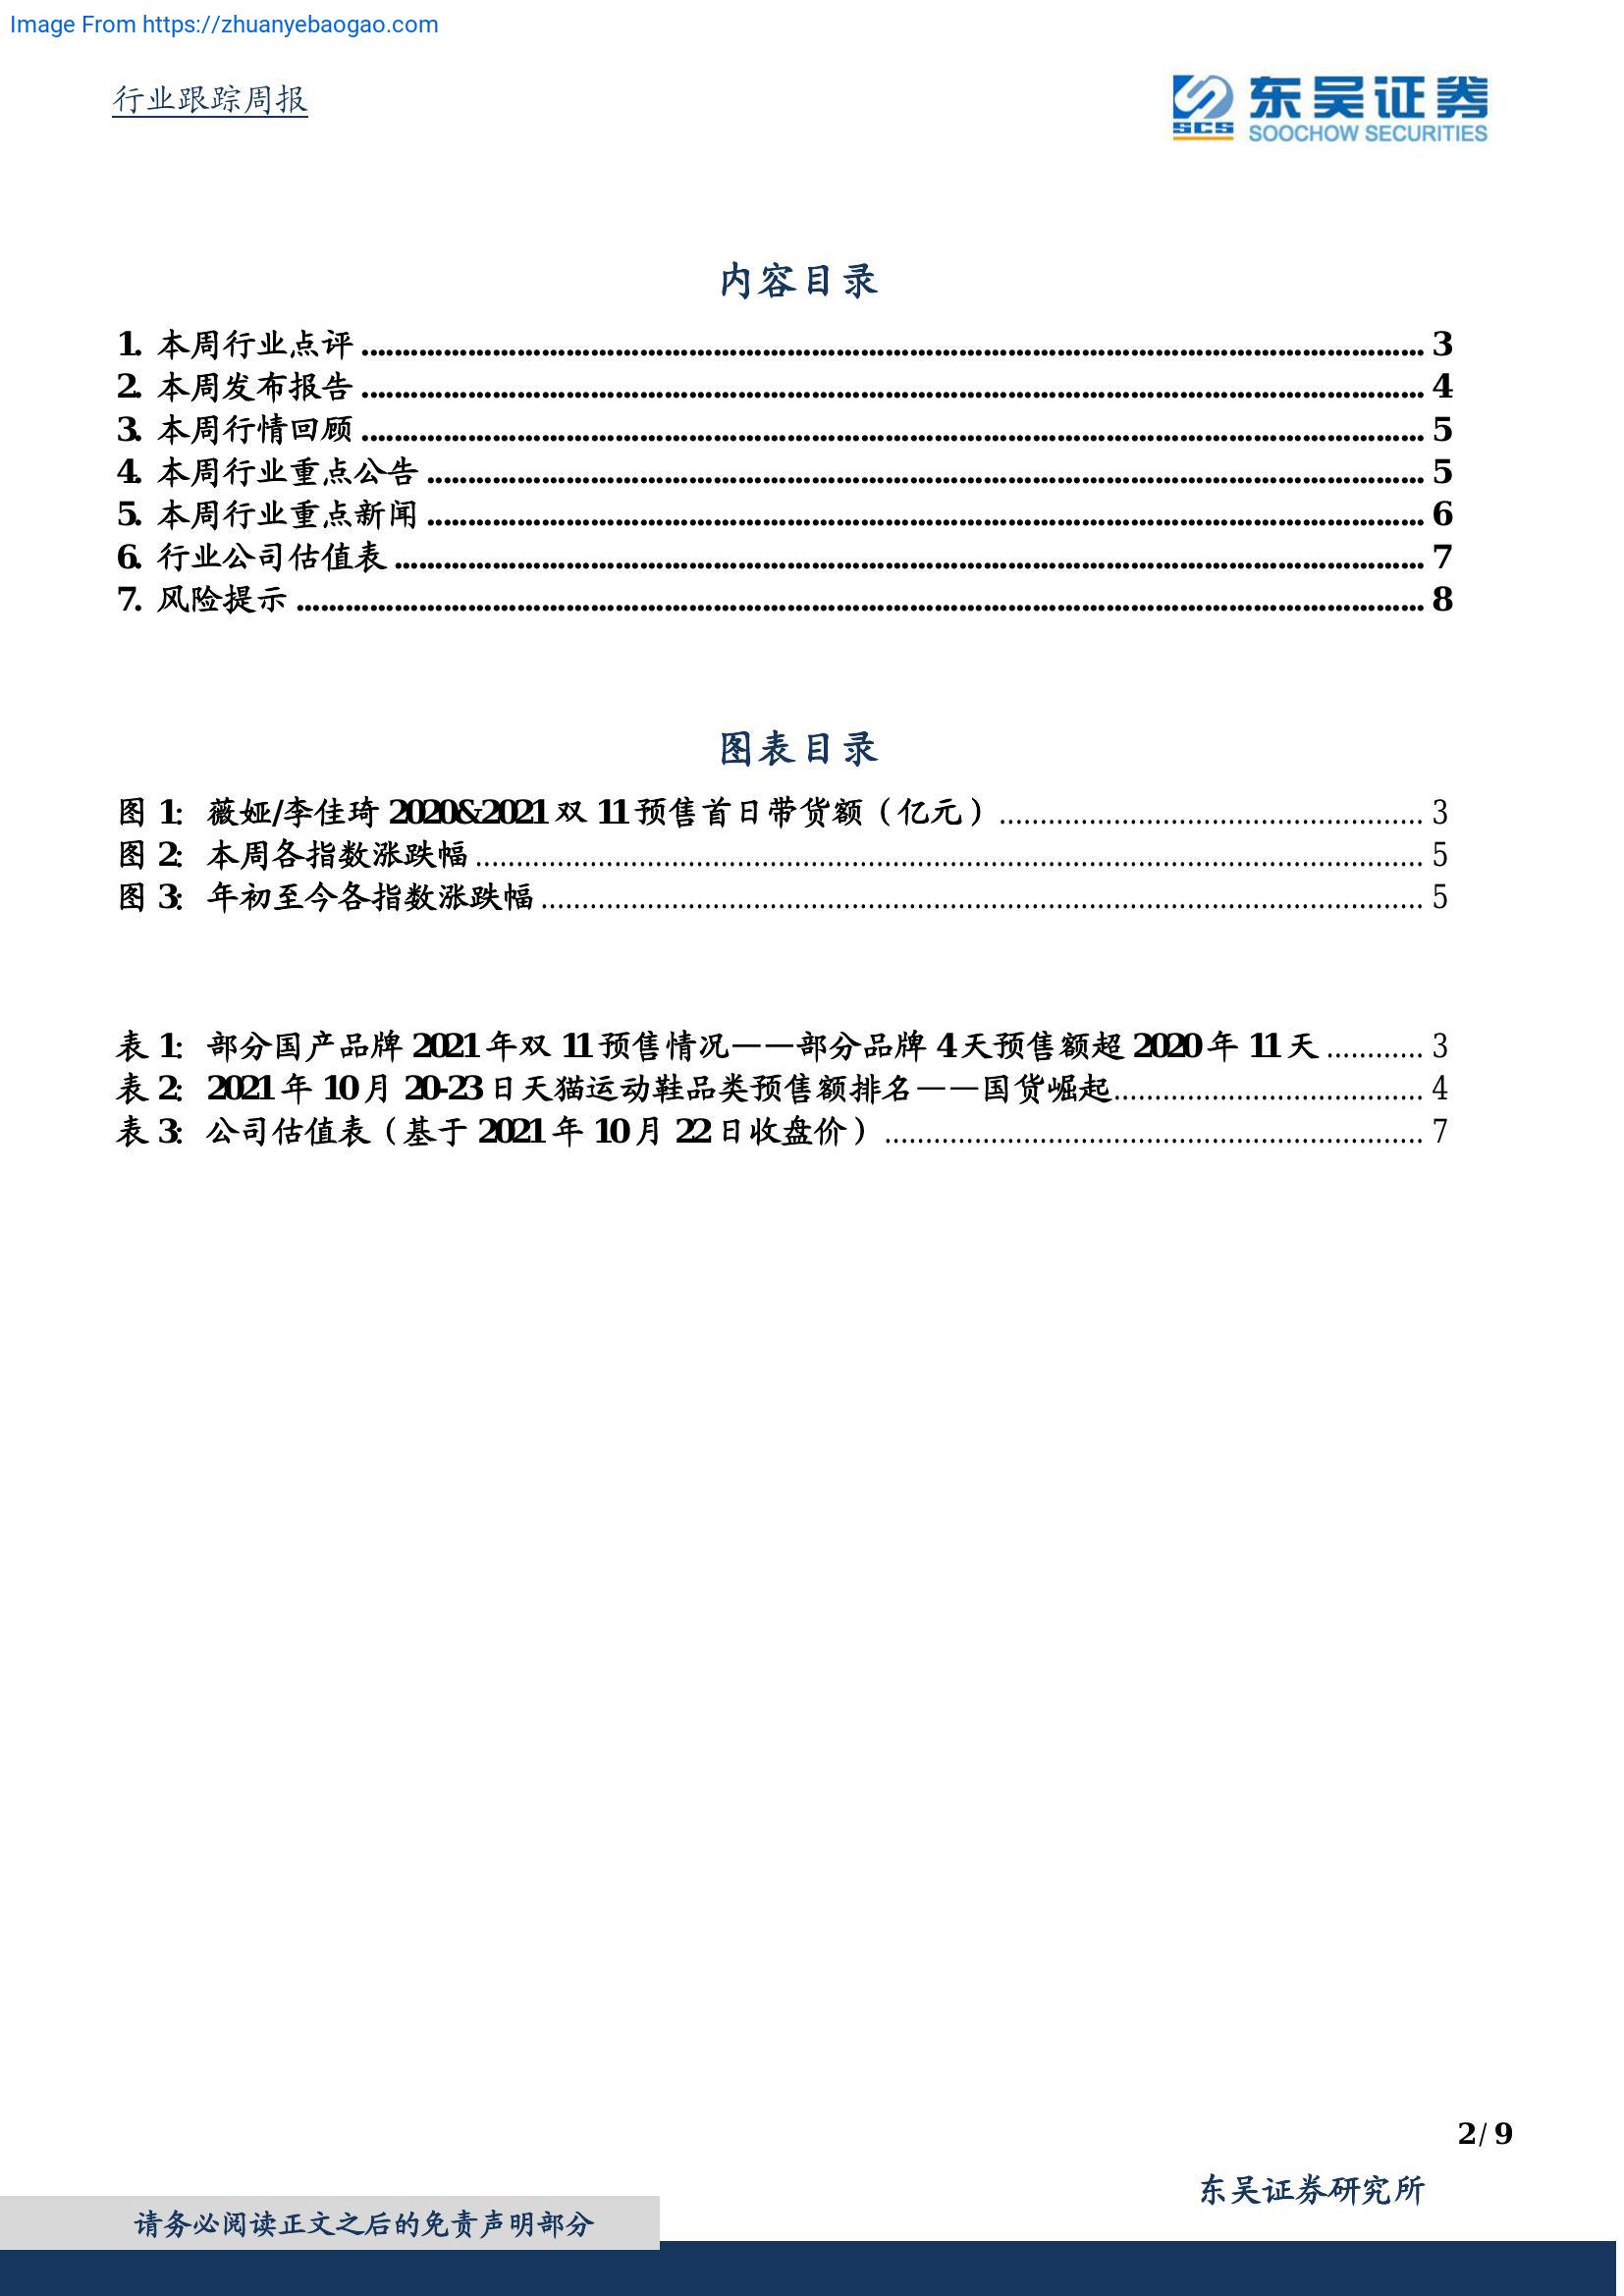 Image From https://zhuanyebaogao.com
行业跟踪周报
东吴证券
SCS
SOOCHOW SECURITIES
内容目录
1. 本周行业点评 ........................................ 3
2. 本周发布报告 ........................................ 4
3. 本周行情回顾 ........................................ 5
4. 本周行业重点公告 ........................................ 5
5. 本周行业重点新闻 ........................................ 6
6. 行业公司估值表 ........................................ 7
7. 风险提示 ........................................ 8
图表目录
图 1: 薇娅/李佳琦 2020&2021 双 11 预售首日带货额（亿元） ........................................ 3
图 2: 本周各指数涨跌幅 ........................................ 5
图 3: 年初至今各指数涨跌幅 ........................................ 5
表 1: 部分国产品牌 2021 年双 11 预售情况——部分品牌 4 天预售额超 2020 年 11 天 ............ 3
表 2: 2021 年 10 月 20-23 日天猫运动鞋品类预售额排名——国货崛起...................................... 4
表 3: 公司估值表（基于 2021 年 10 月 22 日收盘价） ........................................ 7
2 / 9
东吴证券研究所
请务必阅读正文之后的免责声明部分